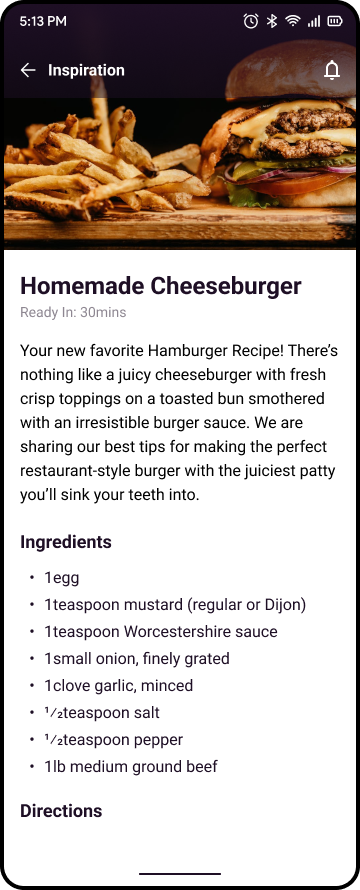 5:13 PM
Inspiration
Homemade Cheeseburger
Ready In: 30mins
Your new favorite Hamburger Recipe! There’s
nothing like a juicy cheeseburger with fresh
crisp toppings on a toasted bun smothered
with an irresistible burger sauce. We are
sharing our best tips for making the perfect
restaurant-style burger with the juiciest patty
you’ll sink your teeth into.
Ingredients
• 1egg
• 1teaspoon mustard (regular or Dijon)
• 1teaspoon Worcestershire sauce
• 1small onion, finely grated
• 1clove garlic, minced
• ¹⁄₂teaspoon salt
• ¹⁄₂teaspoon pepper
• 1lb medium ground beef
Directions